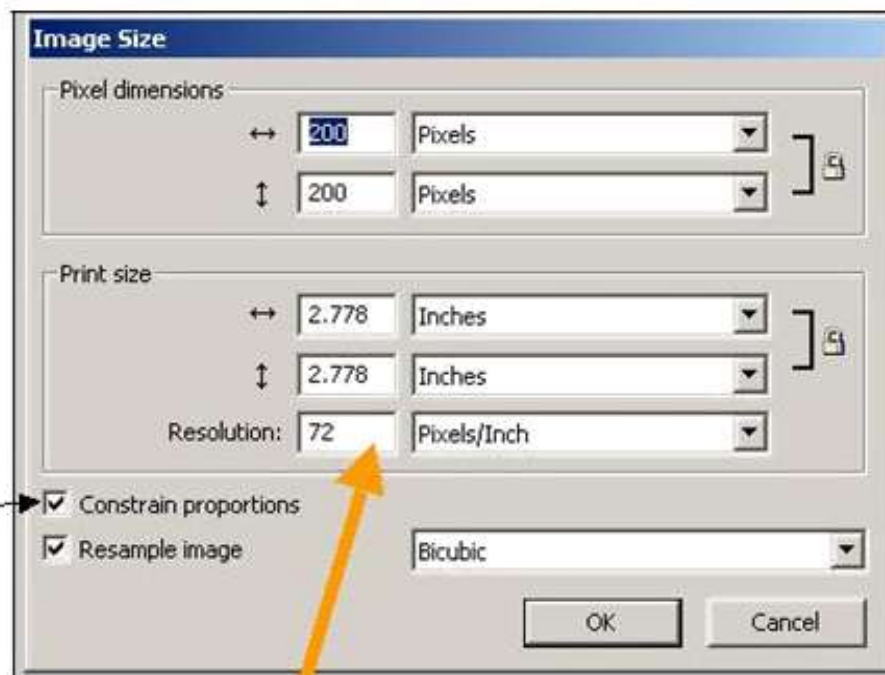 Image Size
Pixel dimensions
200 Pixels
200 Pixels
Print size
2.778 Inches
2.778 Inches
Resolution: 72 Pixels/Inch
Constrain proportions
Resample image Bicubic
OK Cancel